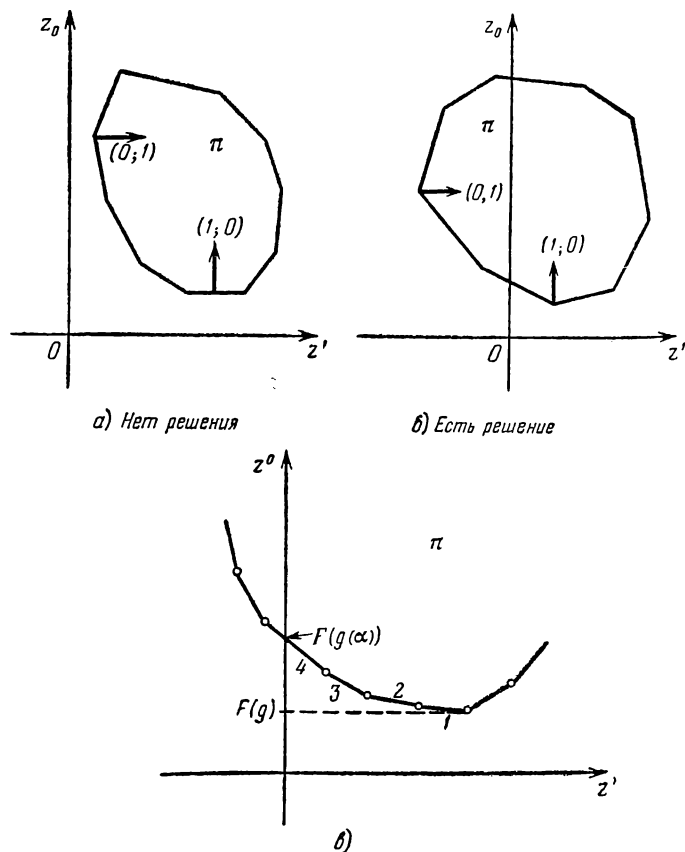 z₀
z₀
π
π
(0; 1)
(0,1)
(1; 0)
(1; 0)
0
z'
0
z'
а) Нет решения
б) Есть решение
z⁰
π
F(g(α))
4
3
2
F(g)
1
z'
в)